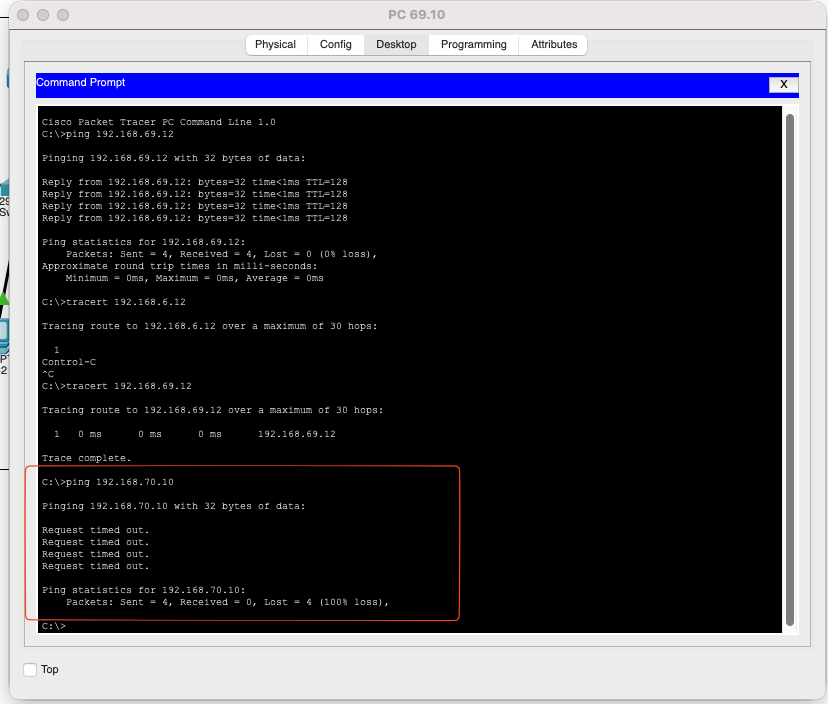 PC 69.10
Physical Config Desktop Programming Attributes
Command Prompt
X
Cisco Packet Tracer PC Command Line 1.0
C:\>ping 192.168.69.12
Pinging 192.168.69.12 with 32 bytes of data:
Reply from 192.168.69.12: bytes=32 time<1ms TTL=128
Reply from 192.168.69.12: bytes=32 time<1ms TTL=128
Reply from 192.168.69.12: bytes=32 time<1ms TTL=128
Reply from 192.168.69.12: bytes=32 time<1ms TTL=128
Ping statistics for 192.168.69.12:
Packets: Sent = 4, Received = 4, Lost = 0 (0% loss),
Approximate round trip times in milli-seconds:
Minimum = 0ms, Maximum = 0ms, Average = 0ms
C:\>tracert 192.168.6.12
Tracing route to 192.168.6.12 over a maximum of 30 hops:
1
Control-C
^C
C:\>tracert 192.168.69.12
Tracing route to 192.168.69.12 over a maximum of 30 hops:
1 0 ms 0 ms 0 ms 192.168.69.12
Trace complete.
C:\>ping 192.168.70.10
Pinging 192.168.70.10 with 32 bytes of data:
Request timed out.
Request timed out.
Request timed out.
Request timed out.
Ping statistics for 192.168.70.10:
Packets: Sent = 4, Received = 0, Lost = 4 (100% loss),
C:\>
Top